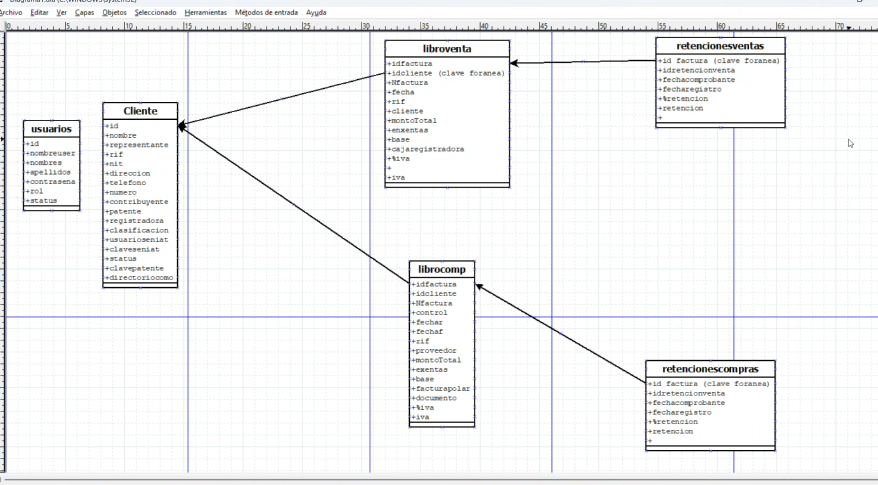 Archivo Editar Ver Capas Objetos Seleccionado Herramientas Métodos de entrada Ayuda
0 5 10 15 20 25 30 35 40 45 50 55 60 65 70
usuarios
+id
+nombreuser
+nombres
+apellidos
+contrasena
+rol
+status
Cliente
+id
+nombre
+representante
+rif
+nit
+direccion
+telefono
+numero
+contribuyente
+patente
+registradora
+clasificacion
+usuarioseniat
+claveseniat
+status
+clavepatente
+directoriocomo
libroventa
+idfactura
+idcliente (clave foranea)
+Nfactura
+fecha
+rif
+cliente
+montoTotal
+enxentas
+base
+cajaregistradora
+%iva
+
+iva
retencionesventas
+id factura (clave foranea)
+idretencionventa
+fechacomprobante
+fecharegistro
+%retencion
+retencion
+
librocomp
+idfactura
+idcliente
+Nfactura
+control
+fechar
+fechaf
+rif
+proveedor
+montoTotal
+exentas
+base
+facturapolar
+documento
+%iva
+iva
retencionescompras
+id factura (clave foranea)
+idretencionventa
+fechacomprobante
+fecharegistro
+%retencion
+retencion
+